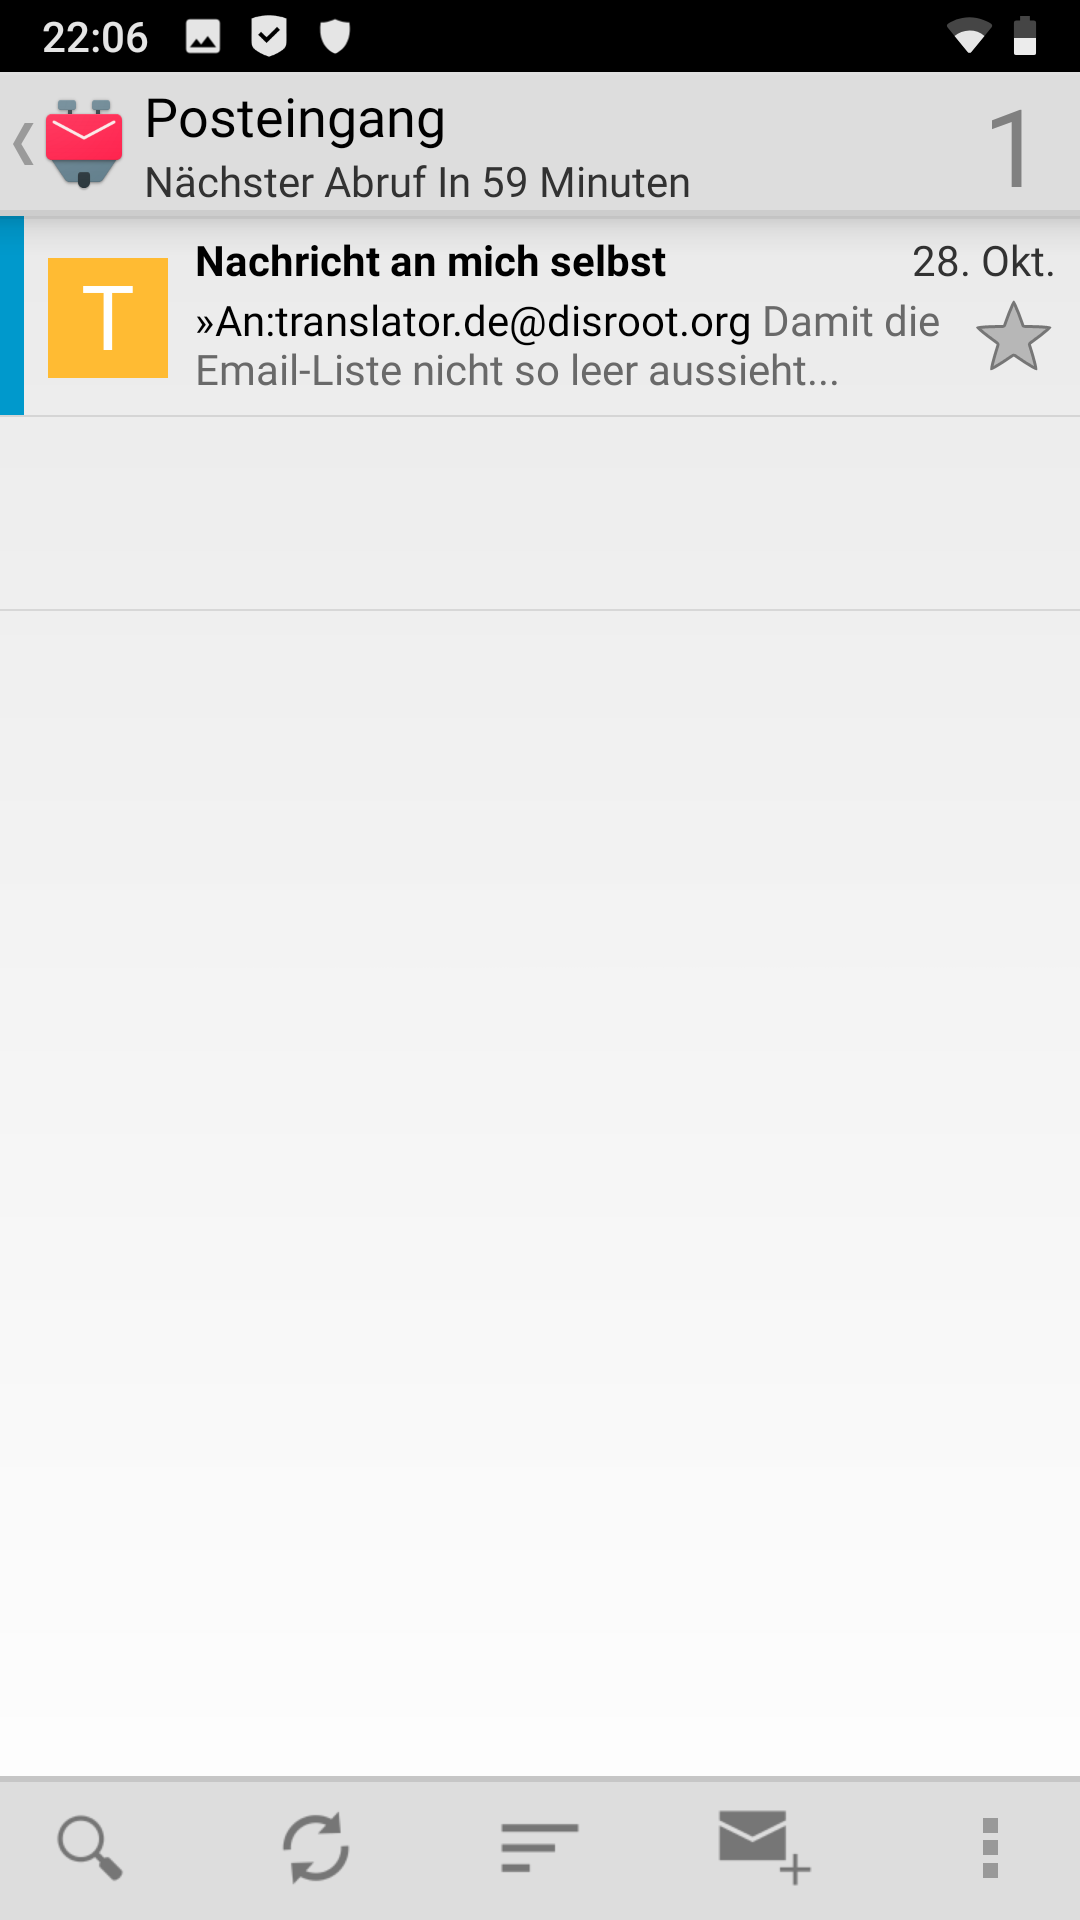 22:06
Posteingang
1
Nächster Abruf In 59 Minuten
Nachricht an mich selbst
28. Okt.
T
»An:translator.de@disroot.org Damit die
Email-Liste nicht so leer aussieht...